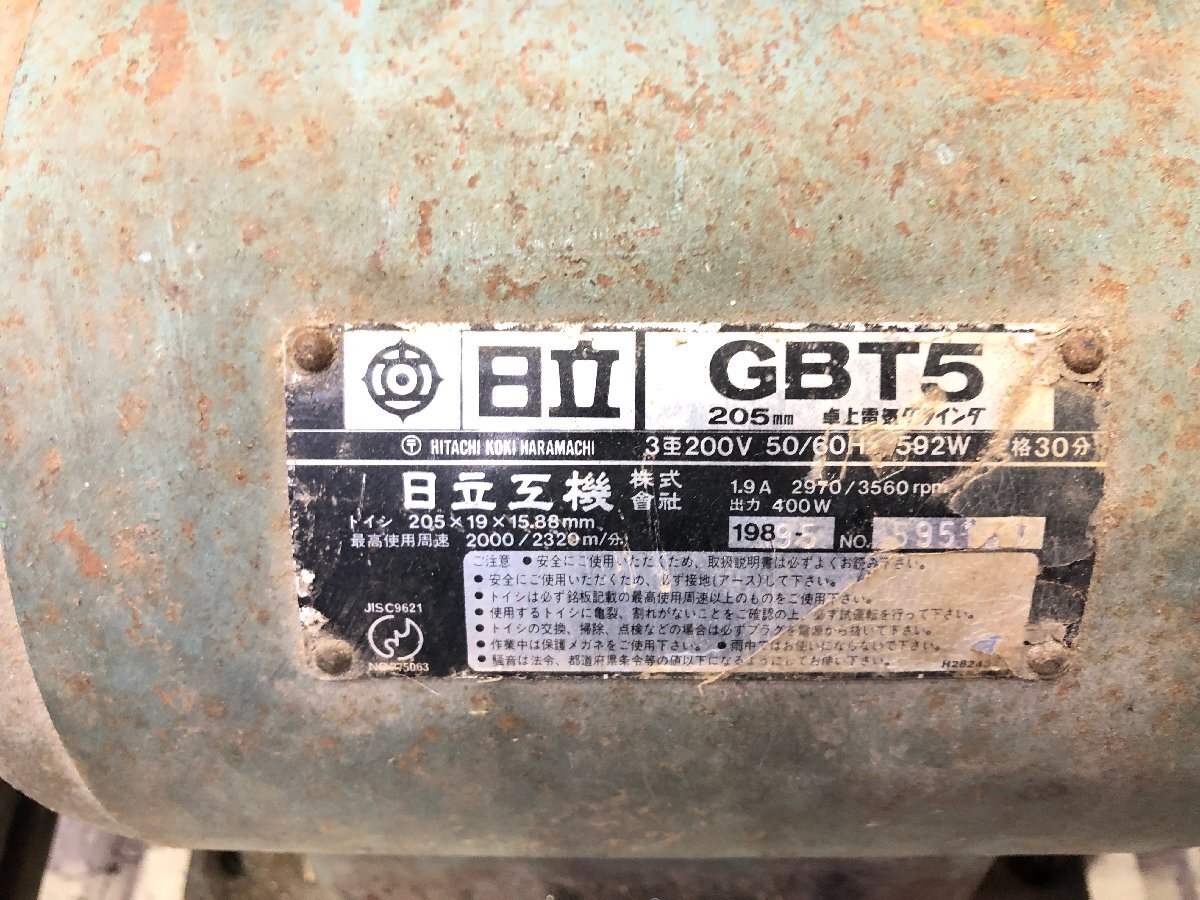 日立
GBT5
205mm 卓上電気グラインダ
〒 HITACHI KOKI HARAMACHI 3亜200V 50/60Hz 592W 定格30分
日立工機 株式會社
1.9A 2970/3560rpm
出力 400W
トイシ 205×19×15.88mm
最高使用周速 2000/2320m/分
198 NO.
ご注意 ●安全にご使用いただくため、取扱説明書は必ずよくお読み下さい。
●安全にご使用いただくため、必ず接地(アース)して下さい。
●トイシは必ず銘板記載の最高使用周速以上のものをご使用下さい。
●使用するトイシに亀裂、割れがないことをご確認の上、必ず試運転を行って下さい。
●トイシの交換、掃除、点検などの場合は必ずプラグを電源から抜いて下さい。
●作業中は保護メガネをご使用下さい。 ●雨中ではお使いにならないで下さい。
●騒音は法令、都道府県条令等の値以下になるようにしてお使い下さい。
JISC9621